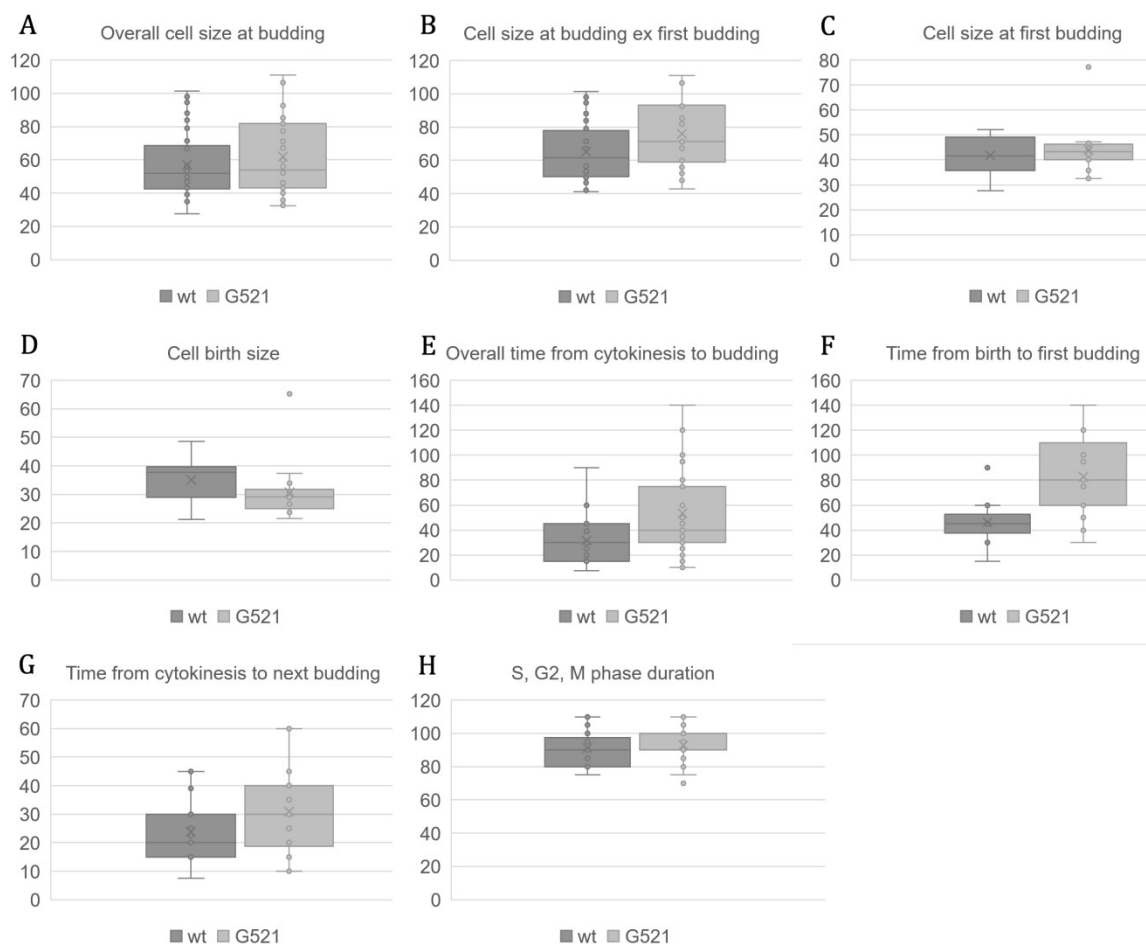 A
Overall cell size at budding
120
100
80
60
40
20
0
wt G521
B
Cell size at budding ex first budding
120
100
80
60
40
20
0
wt G521
C
Cell size at first budding
80
70
60
50
40
30
20
10
0
wt G521
D
Cell birth size
70
60
50
40
30
20
10
0
wt G521
E
Overall time from cytokinesis to budding
160
140
120
100
80
60
40
20
0
wt G521
F
Time from birth to first budding
160
140
120
100
80
60
40
20
0
wt G521
G
Time from cytokinesis to next budding
70
60
50
40
30
20
10
0
wt G521
H
S, G2, M phase duration
120
100
80
60
40
20
0
wt G521